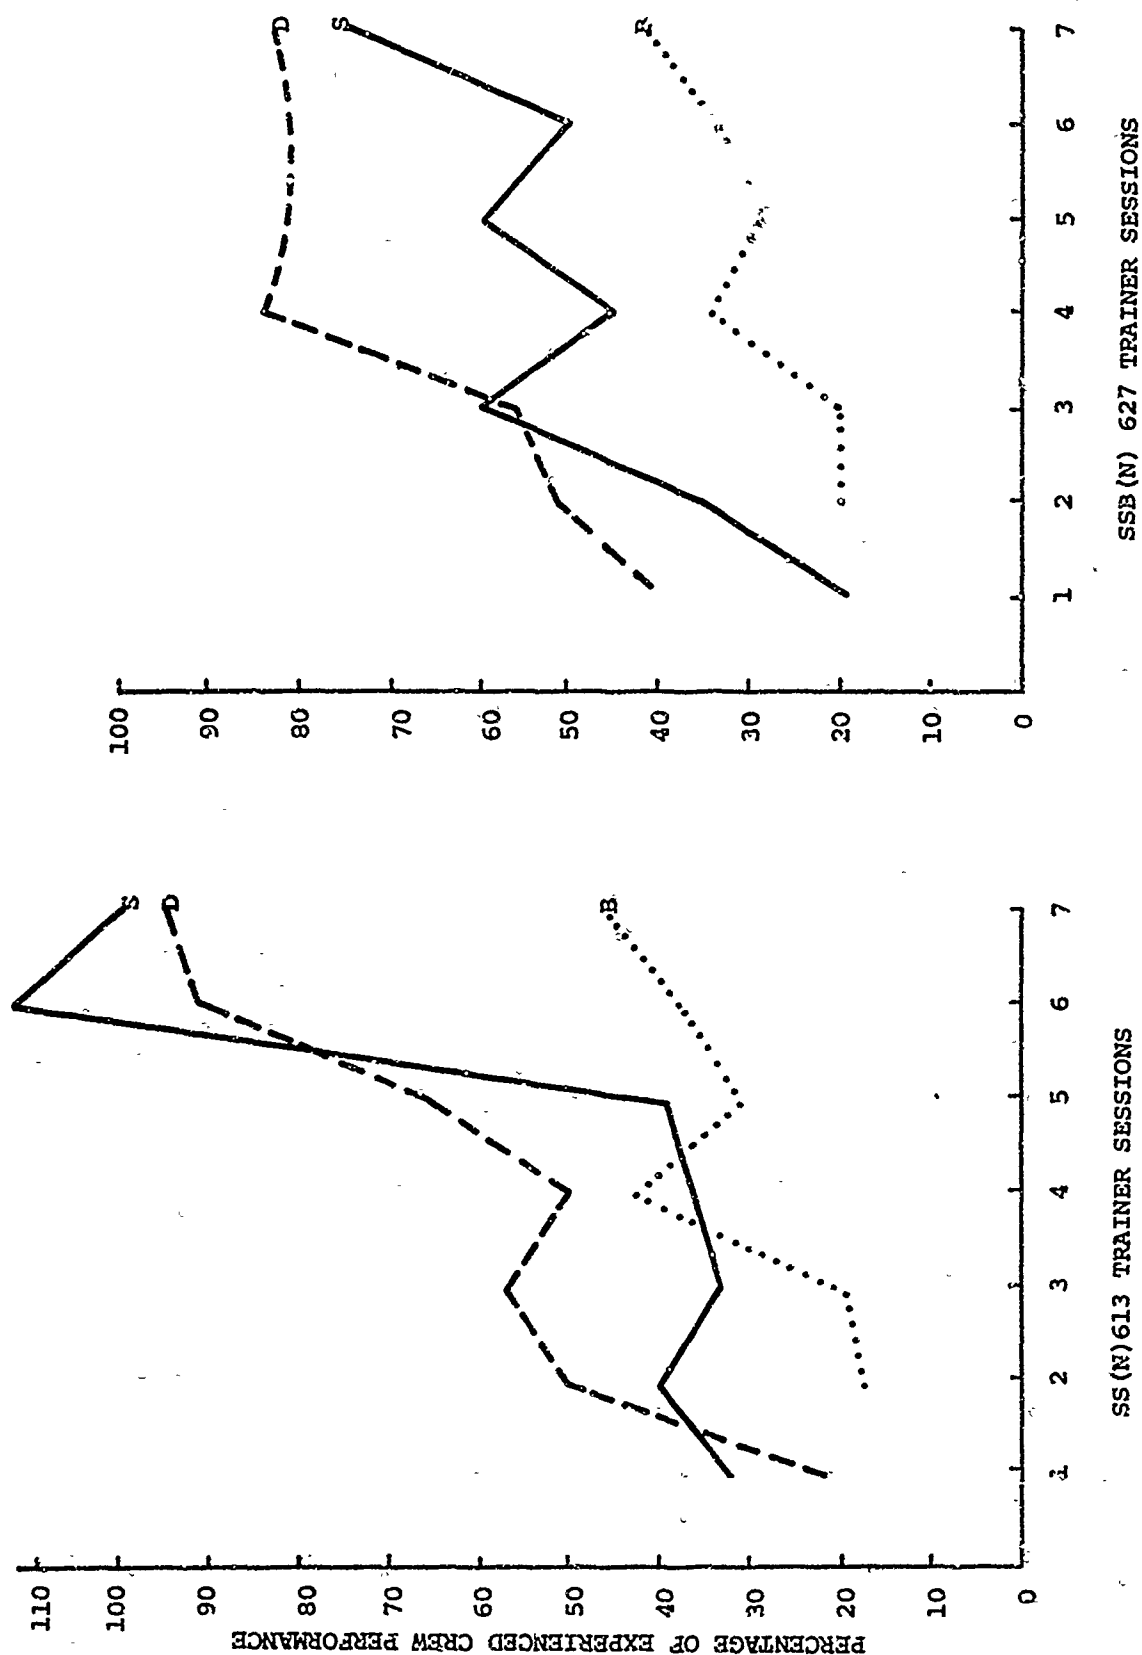 PERCENTAGE OF EXPERIENCED CREW PERFORMANCE
110
100
90
80
70
60
50
40
30
20
10
0
S
D
B
1 2 3 4 5 6 7
SS(N)613 TRAINER SESSIONS
100
90
80
70
60
50
40
30
20
10
0
D
S
1 2 3 4 5 6 7
SSB(N) 627 TRAINER SESSIONS